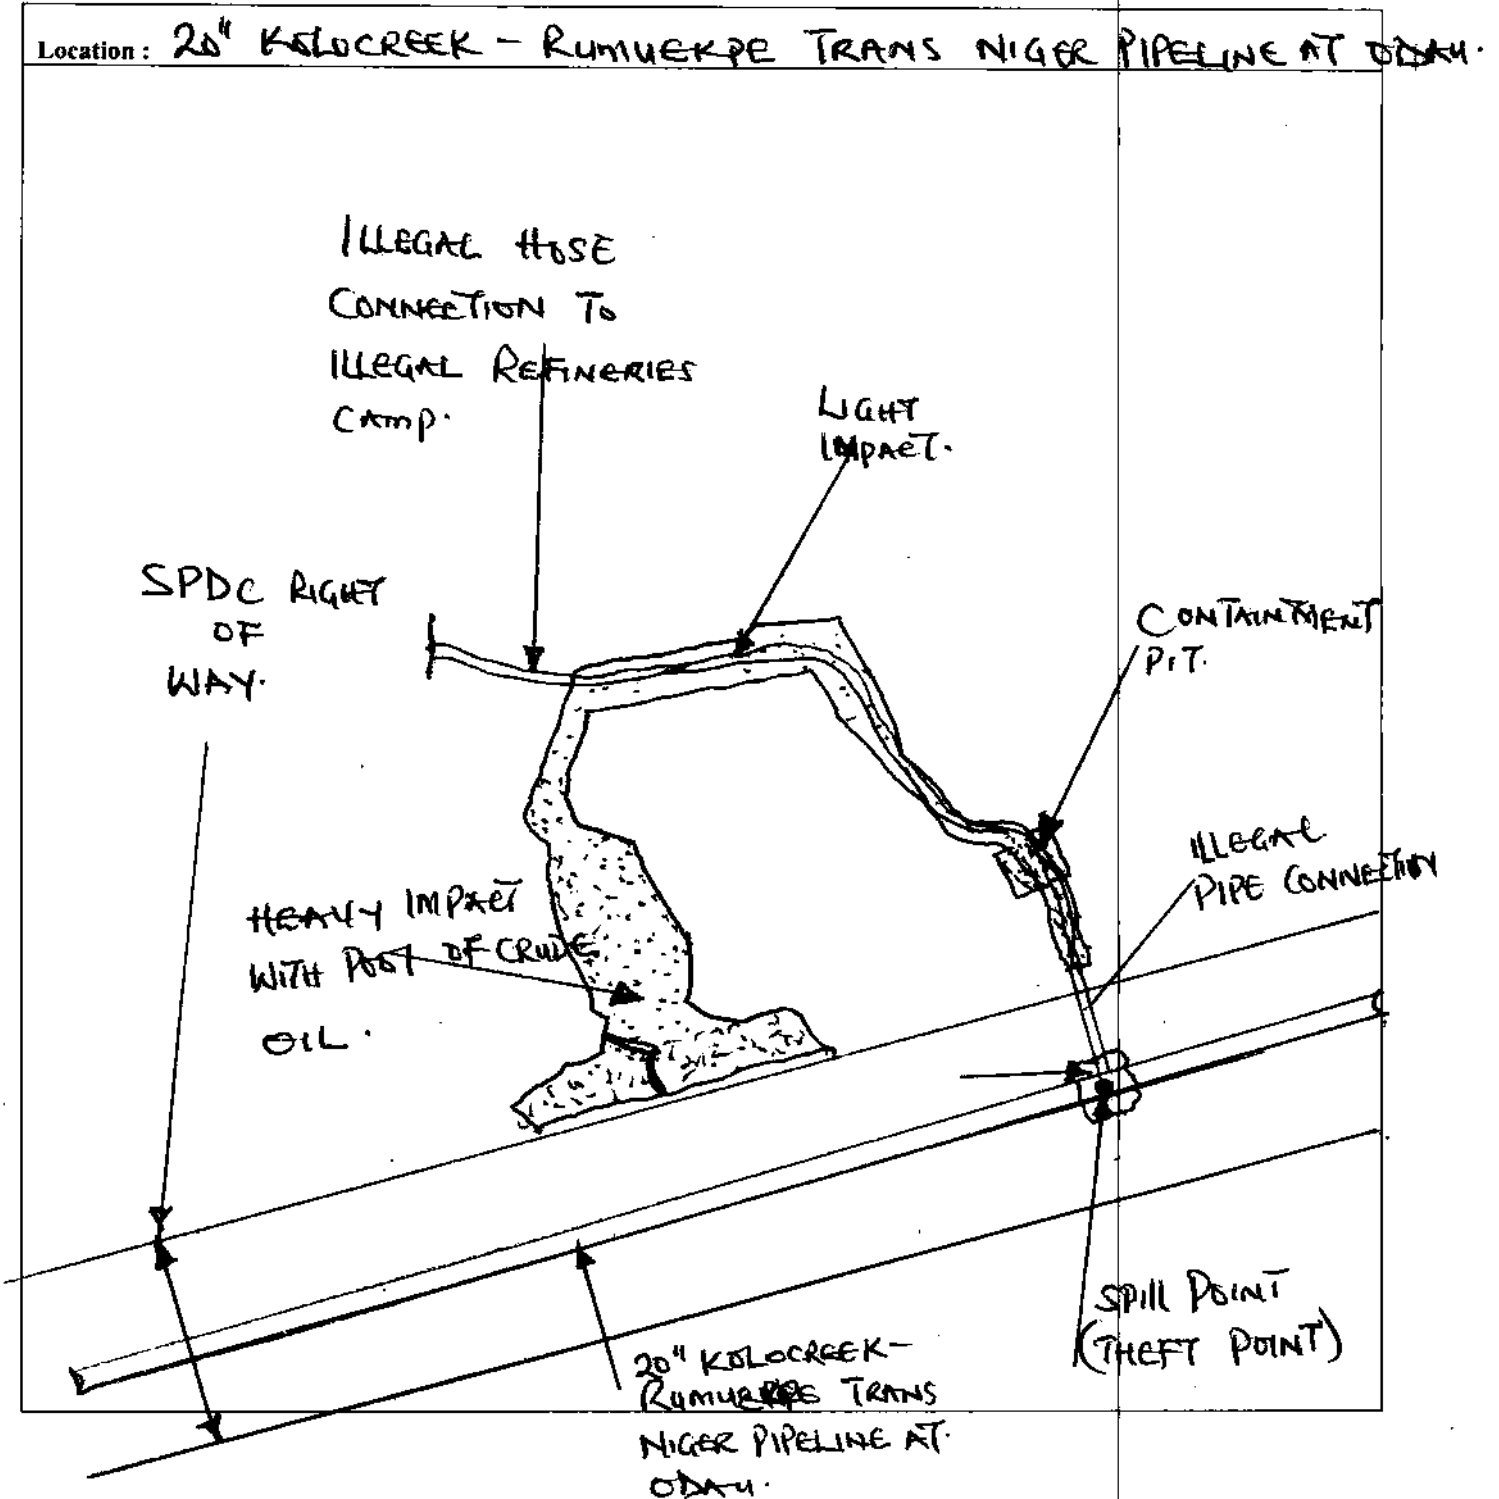 Location: 20" KOLOCREEK - RUMUEKPE TRANS NIGER PIPELINE AT ODAU.
ILLEGAL HOSE
CONNECTION TO
ILLEGAL REFINERIES
CAMP.
LIGHT
IMPACT.
SPDC RIGHT
OF
WAY.
CONTAINMENT
PIT.
ILLEGAL
PIPE CONNECTION
HEAVY IMPACT
WITH POOT OF CRUDE
OIL.
SPILL POINT
(THEFT POINT)
20" KOLOCREEK-
RUMUEKPE TRANS
NIGER PIPELINE AT
ODAU.